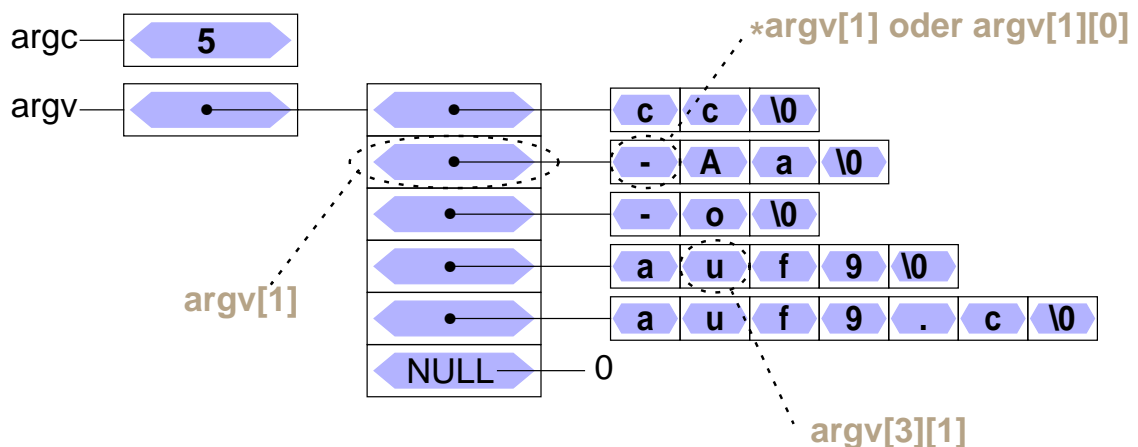 argc 5
*argv[1] oder argv[1][0]
argv
c c \0
- A a \0
- o \0
a u f 9 \0
argv[1]
a u f 9 . c \0
NULL 0
argv[3][1]